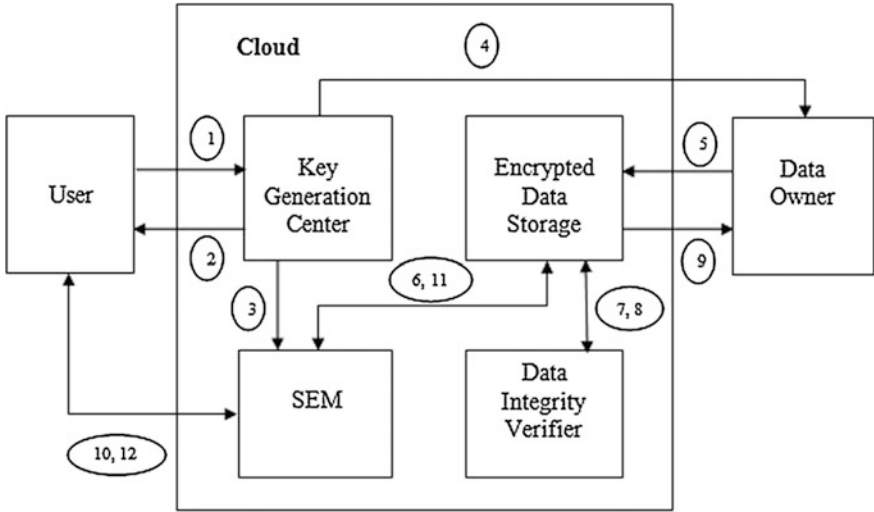 Cloud
4
1
5
User
Key
Generation
Center
Encrypted
Data
Storage
Data
Owner
2
9
6, 11
3
7, 8
SEM
Data
Integrity
Verifier
10, 12